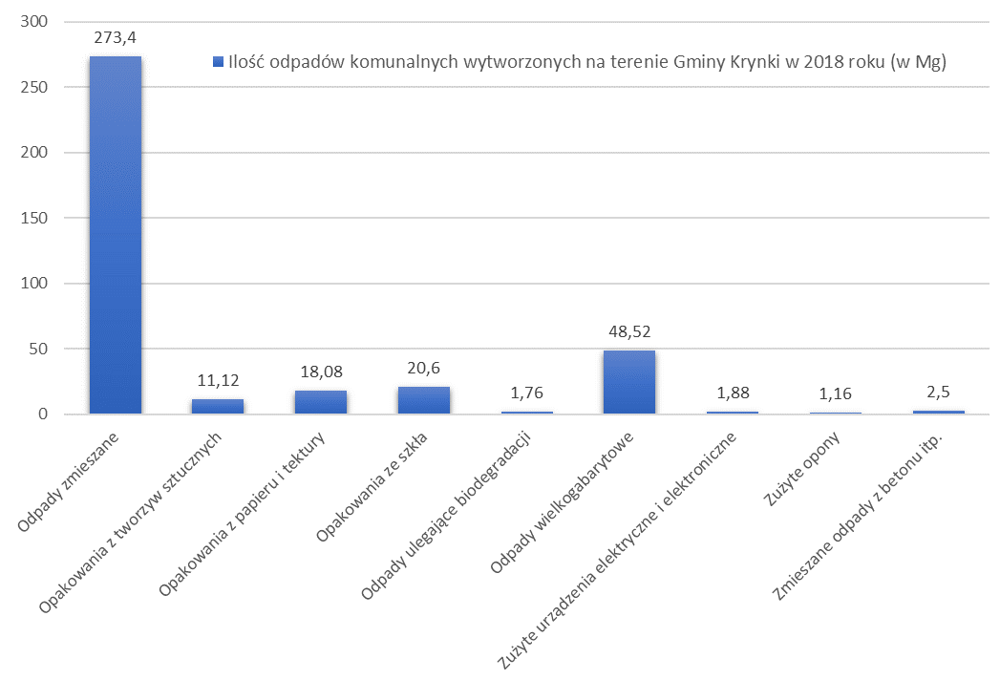 300
273,4
Ilość odpadów komunalnych wytworzonych na terenie Gminy Krynki w 2018 roku (w Mg)
250
200
150
100
50
0
11,12
18,08
20,6
1,76
48,52
1,88
1,16
2,5
Odpady zmieszane
Opakowania z tworzyw sztucznych
Opakowania z papieru i tektury
Opakowania ze szkła
Odpady ulegające biodegradacji
Odpady wielkogabarytowe
Zużyte urządzenia elektryczne i elektroniczne
Zużyte opony
Zmieszane odpady z betonu itp.